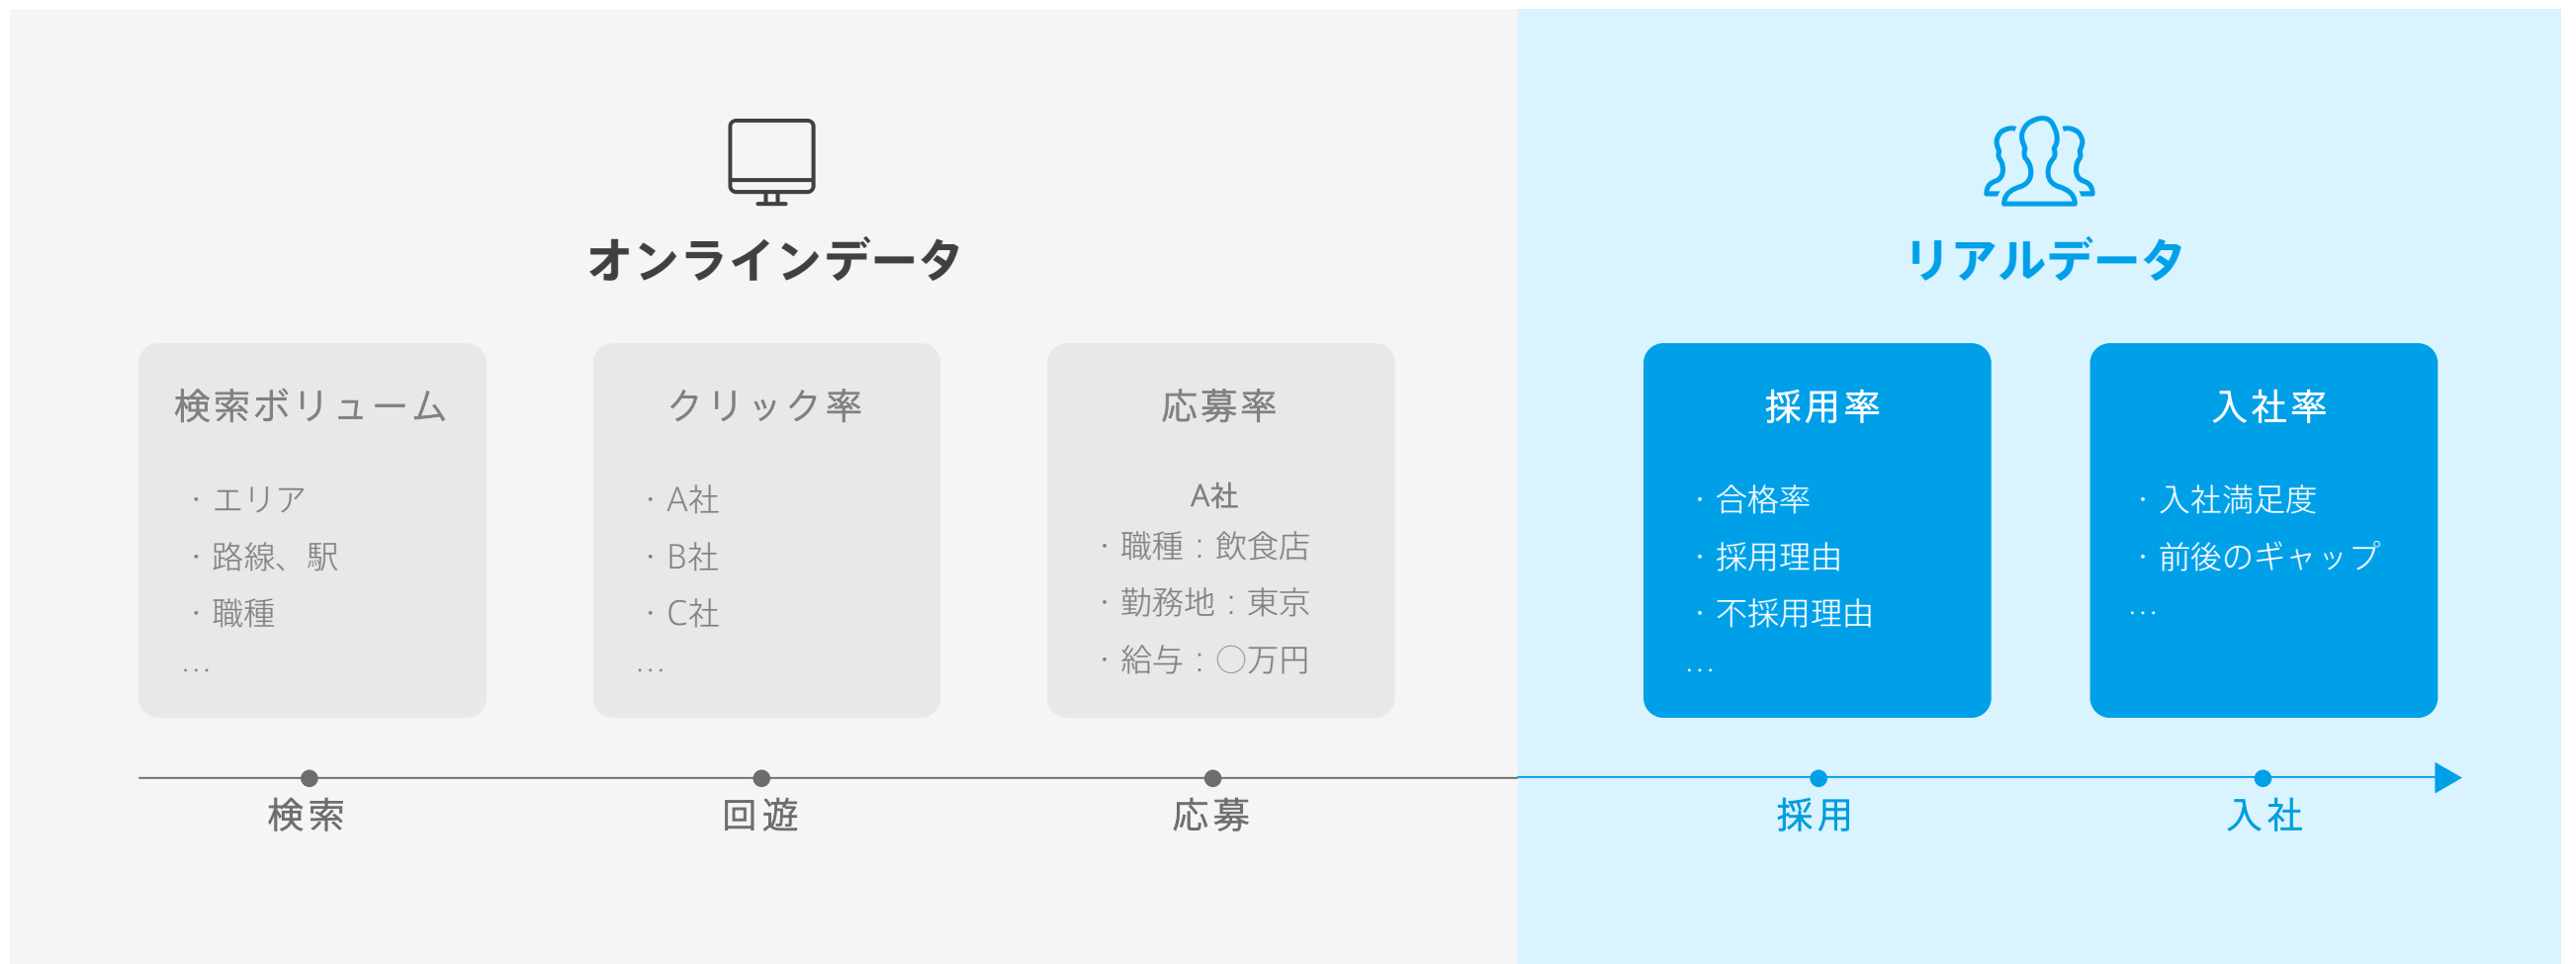 オンラインデータ
検索ボリューム
・エリア
・路線、駅
・職種
…
クリック率
・A社
・B社
・C社
…
応募率
A社
・職種：飲食店
・勤務地：東京
・給与：◯万円
検索
回遊
応募
リアルデータ
採用率
・合格率
・採用理由
・不採用理由
…
入社率
・入社満足度
・前後のギャップ
…
採用
入社